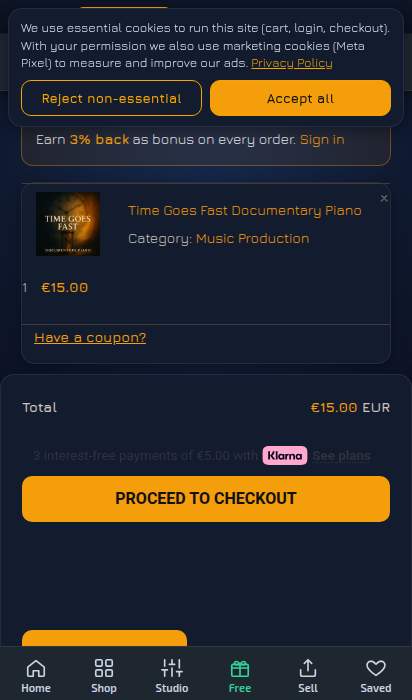 We use essential cookies to run this site (cart, login, checkout).
With your permission we also use marketing cookies (Meta
Pixel) to measure and improve our ads. Privacy Policy
Reject non-essential
Accept all
Earn 3% back as bonus on every order. Sign in
TIME GOES
FAST
Time Goes Fast Documentary Piano
×
Category: Music Production
1 €15.00
Have a coupon?
Total €15.00 EUR
3 interest-free payments of €5.00 with Klarna See plans
PROCEED TO CHECKOUT
Home Shop Studio Free Sell Saved